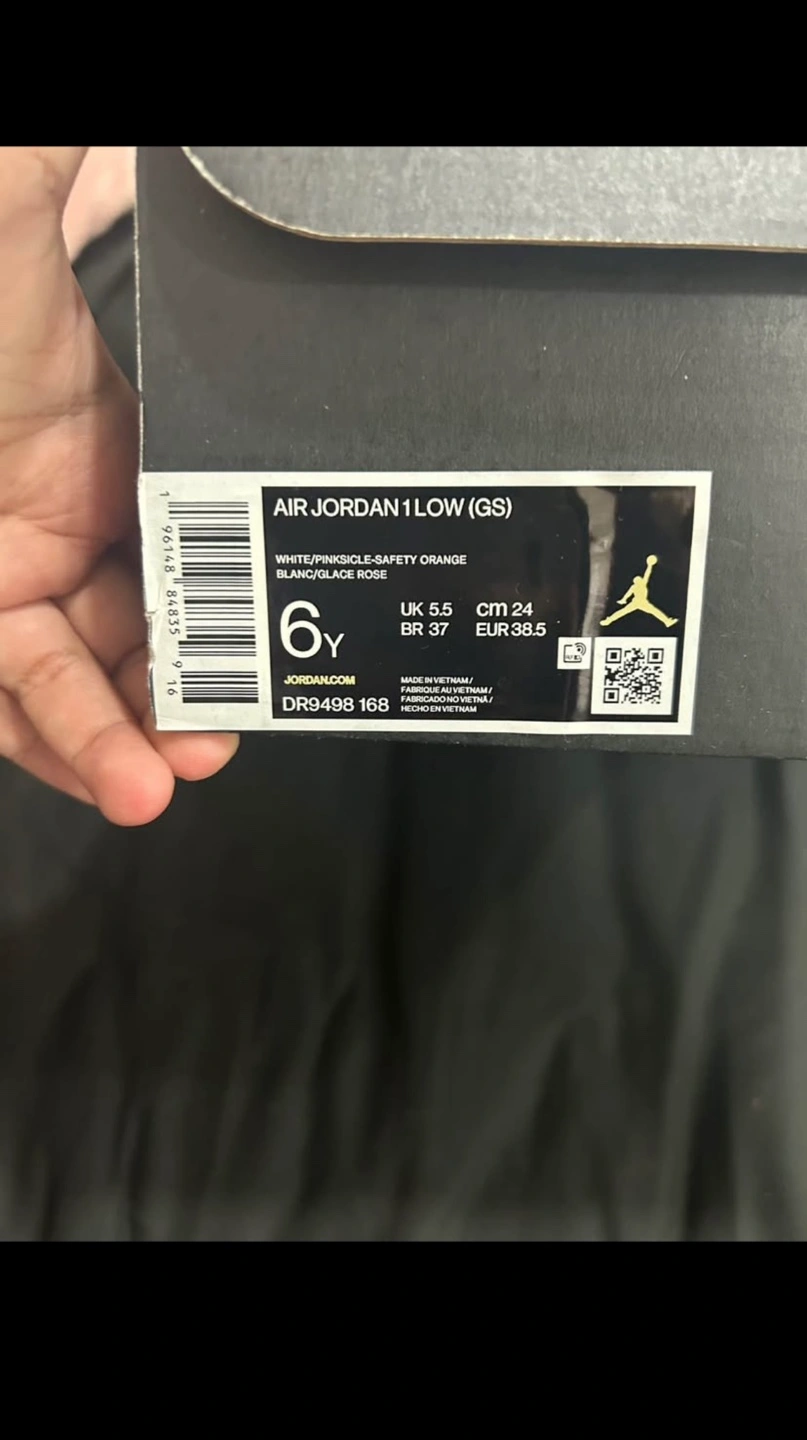 AIR JORDAN 1 LOW (GS)
WHITE/PINKSICLE-SAFETY ORANGE
BLANC/GLACE ROSE
6Y
UK 5.5 cm 24
BR 37 EUR 38.5
JORDAN.COM
DR9498 168
MADE IN VIETNAM /
FABRIQUE AU VIETNAM /
FABRICADO NO VIETNÃ /
HECHO EN VIETNAM
1 96148 84835 9 16